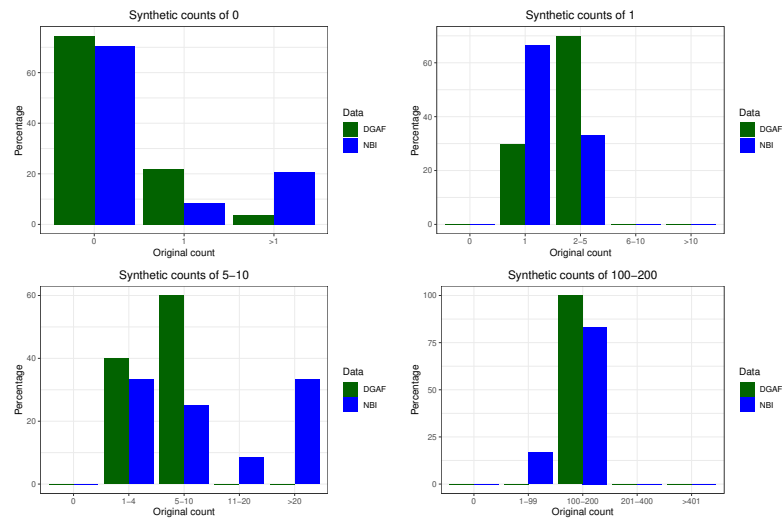 Synthetic counts of 0
Percentage
60
40
20
0
0 1 >1
Original count
Data
DGAF
NBI
Synthetic counts of 1
Percentage
60
40
20
0
0 1 2−5 6−10 >10
Original count
Data
DGAF
NBI
Synthetic counts of 5−10
Percentage
60
40
20
0
0 1−4 5−10 11−20 >20
Original count
Data
DGAF
NBI
Synthetic counts of 100−200
Percentage
100
75
50
25
0
0 1−99 100−200 201−400 >401
Original count
Data
DGAF
NBI